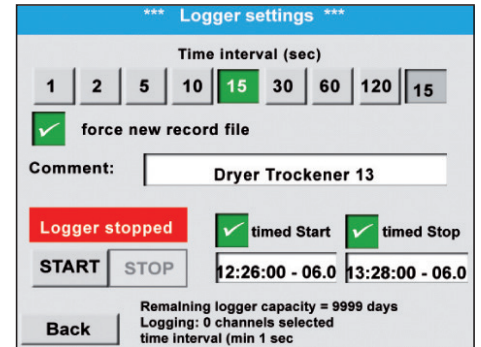 *** Logger settings ***
Time interval (sec)
1 2 5 10 15 30 60 120 15
force new record file
Comment: Dryer Trockener 13
Logger stopped timed Start timed Stop
START STOP 12:26:00 - 06.0 13:28:00 - 06.0
Remaining logger capacity = 9999 days
Logging: 0 channels selected
Back time interval (min 1 sec